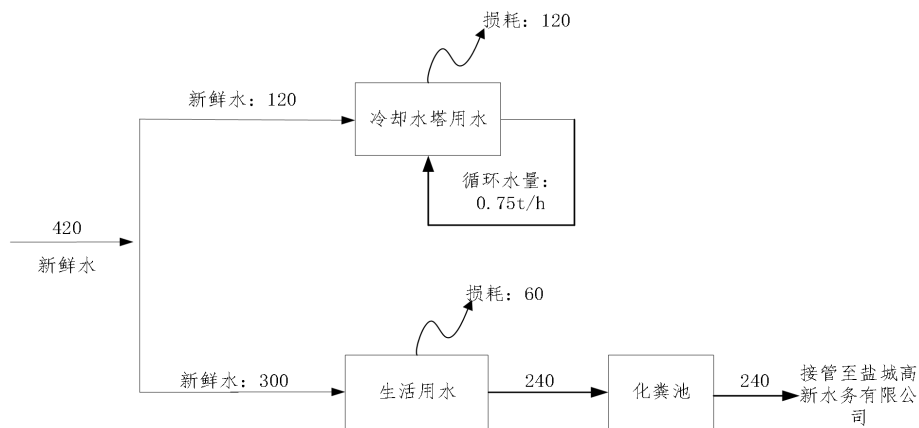 损耗：120
新鲜水：120
冷却水塔用水
循环水量：
0.75t/h
420
新鲜水
损耗：60
新鲜水：300
生活用水
240
化粪池
240
接管至盐城高
新水务有限公
司